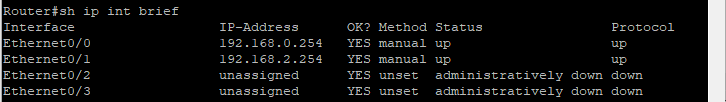 Router#sh ip int brief
Interface                  IP-Address      OK? Method Status                Protocol
Ethernet0/0                192.168.0.254   YES manual up                    up
Ethernet0/1                192.168.2.254   YES manual up                    up
Ethernet0/2                unassigned      YES unset  administratively down down
Ethernet0/3                unassigned      YES unset  administratively down down